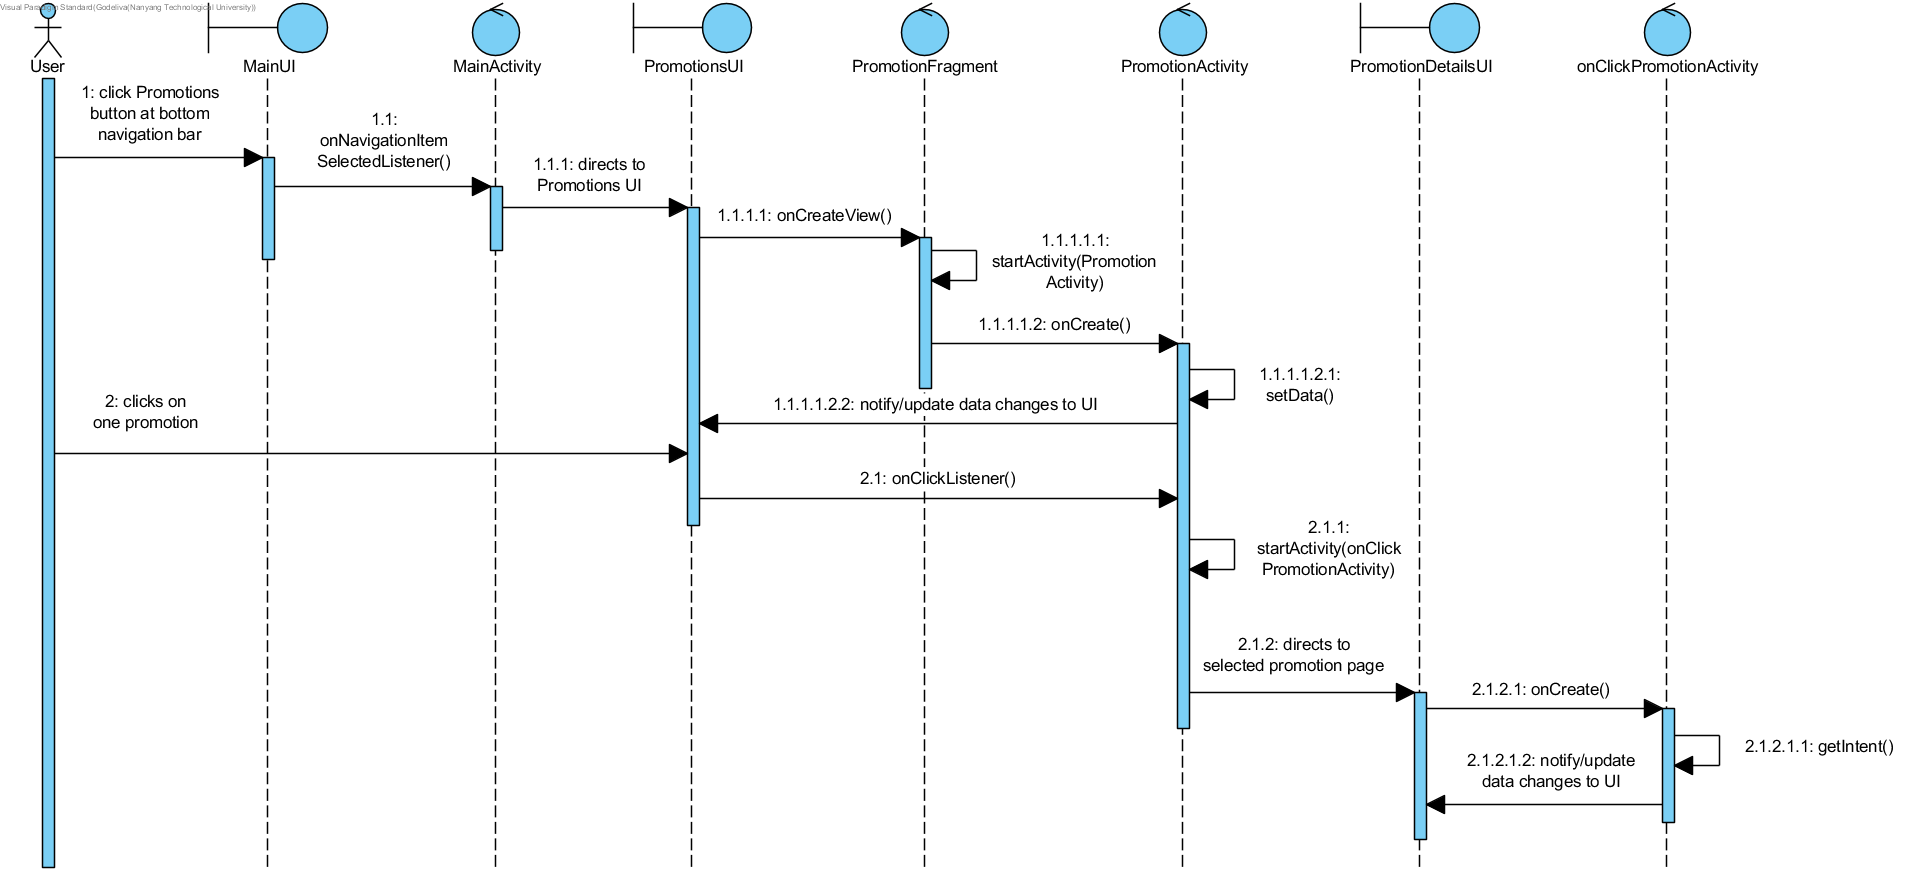 Visual Paradigm Standard(Godeliva(Nanyang Technological University))
User
MainUI
MainActivity
PromotionsUI
PromotionFragment
PromotionActivity
PromotionDetailsUI
onClickPromotionActivity
1: click Promotions
button at bottom
navigation bar
1.1:
onNavigationItem
SelectedListener()
1.1.1: directs to
Promotions UI
1.1.1.1: onCreateView()
1.1.1.1.1:
startActivity(Promotion
Activity)
1.1.1.1.2: onCreate()
1.1.1.1.2.1:
setData()
1.1.1.1.2.2: notify/update data changes to UI
2: clicks on
one promotion
2.1: onClickListener()
2.1.1:
startActivity(onClick
PromotionActivity)
2.1.2: directs to
selected promotion page
2.1.2.1: onCreate()
2.1.2.1.1: getIntent()
2.1.2.1.2: notify/update
data changes to UI